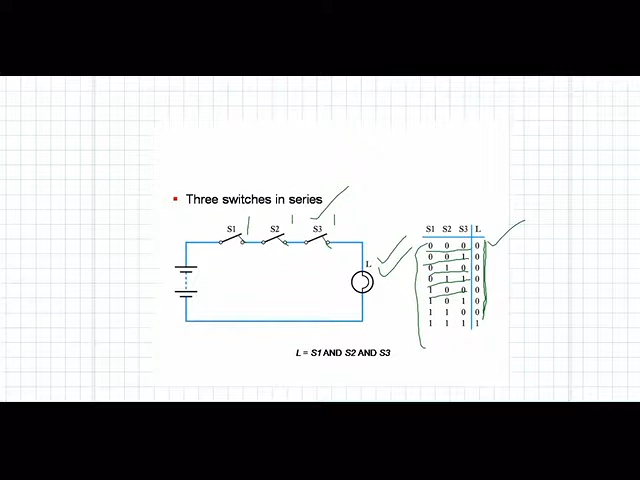 Three switches in series
S1 S2 S3
L
S1 S2 S3 L
0 0 0 0
0 0 1 0
0 1 0 0
0 1 1 0
1 0 0 0
1 0 1 0
1 1 0 0
1 1 1 1
L = S1 AND S2 AND S3